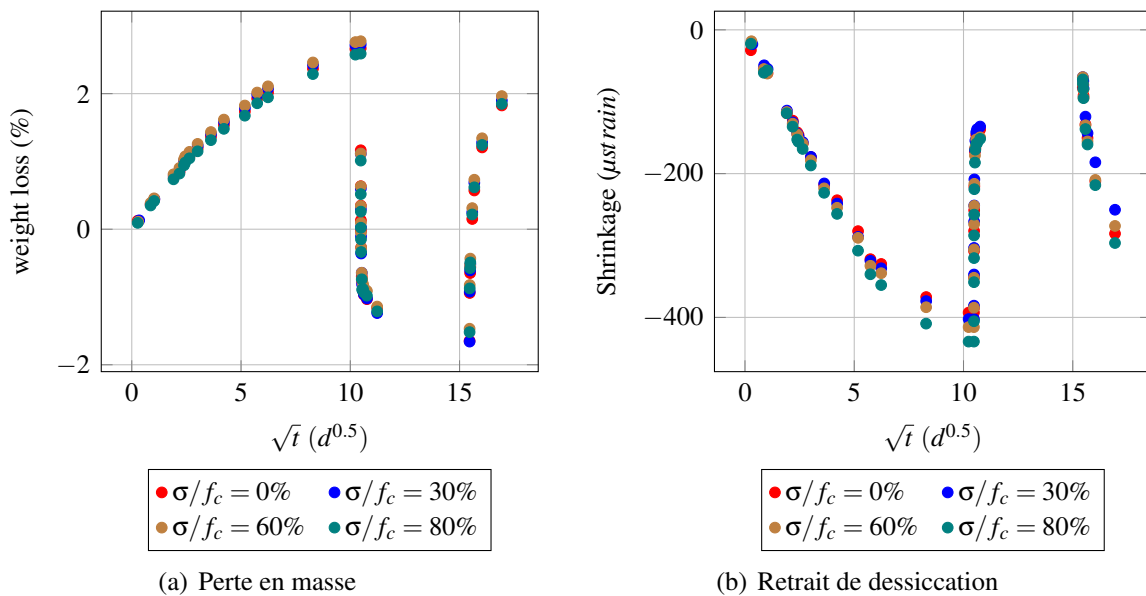 weight loss (%)
2
0
−2
0 5 10 15
√t (d^0.5)
σ/f_c = 0% σ/f_c = 30%
σ/f_c = 60% σ/f_c = 80%
(a) Perte en masse
Shrinkage (μstrain)
0
−200
−400
0 5 10 15
√t (d^0.5)
σ/f_c = 0% σ/f_c = 30%
σ/f_c = 60% σ/f_c = 80%
(b) Retrait de dessiccation